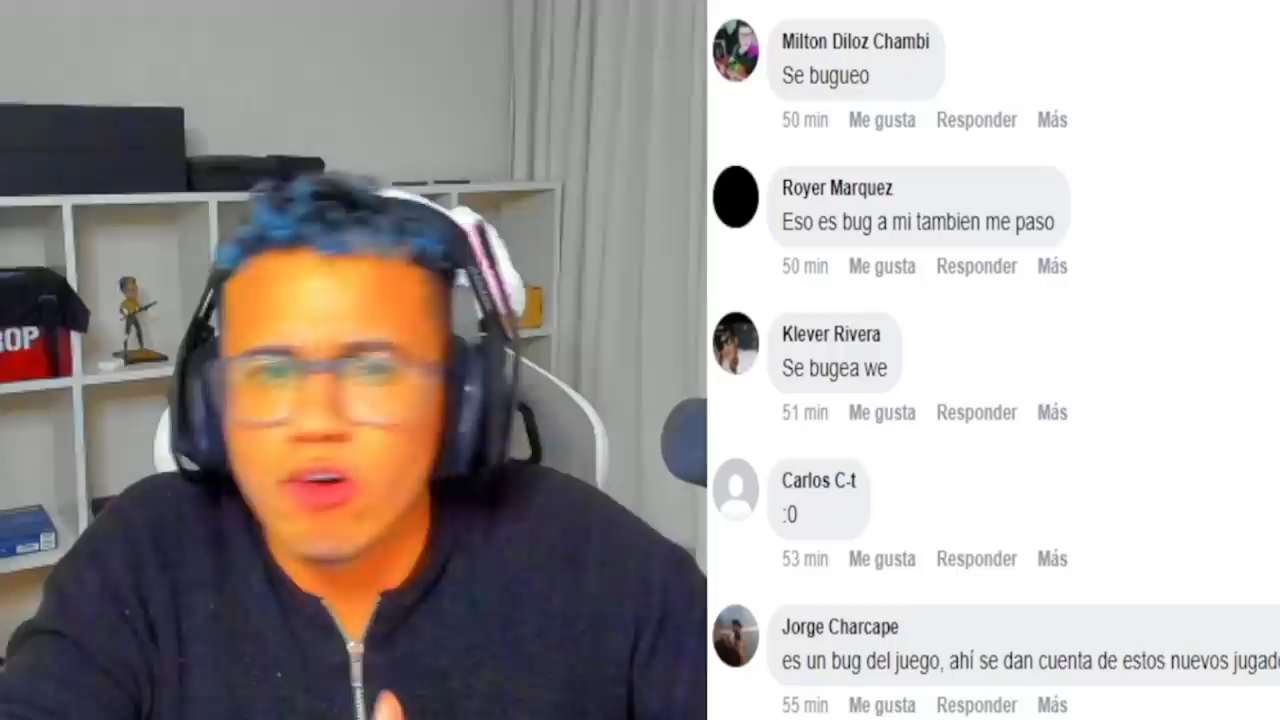 OP
Milton Diloz Chambi
Se bugueo
50 min Me gusta Responder Más
Royer Marquez
Eso es bug a mi tambien me paso
50 min Me gusta Responder Más
Klever Rivera
Se bugea we
51 min Me gusta Responder Más
Carlos C-t
:0
53 min Me gusta Responder Más
Jorge Charcape
es un bug del juego, ahí se dan cuenta de estos nuevos
55 min Me gusta Responder Más